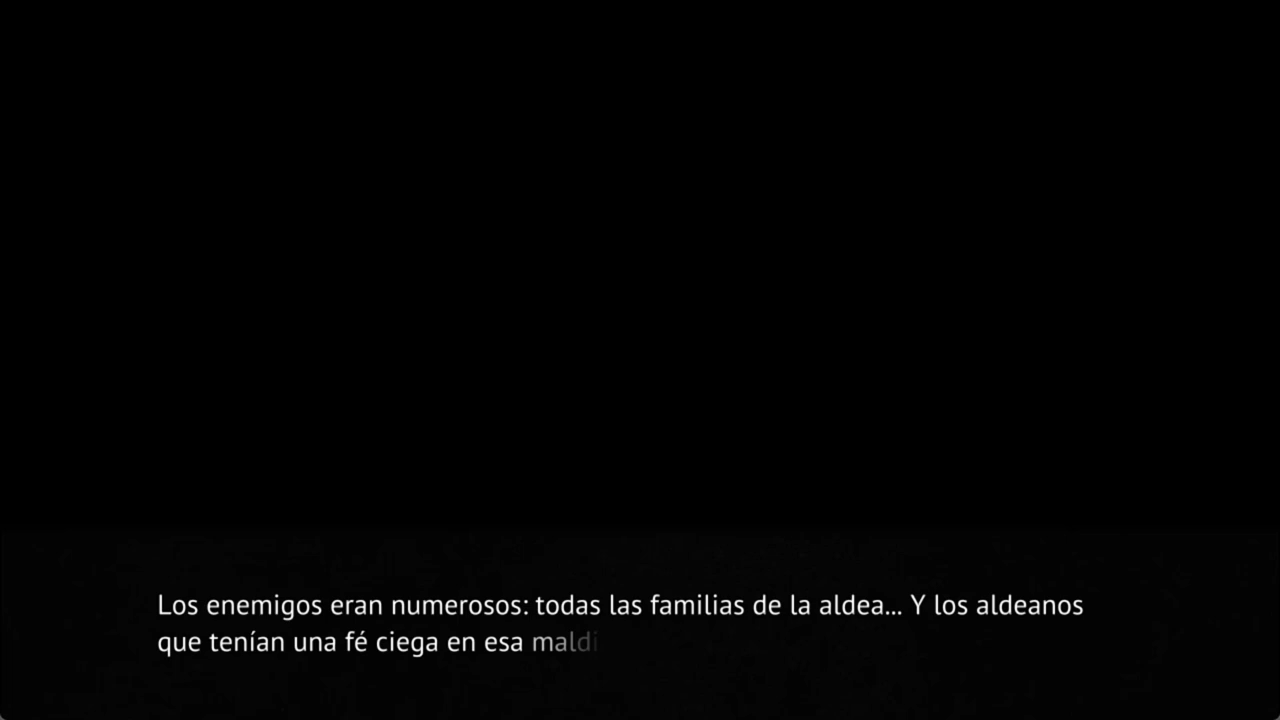 Los enemigos eran numerosos: todas las familias de la aldea... Y los aldeanos
que tenían una fé ciega en esa maldi